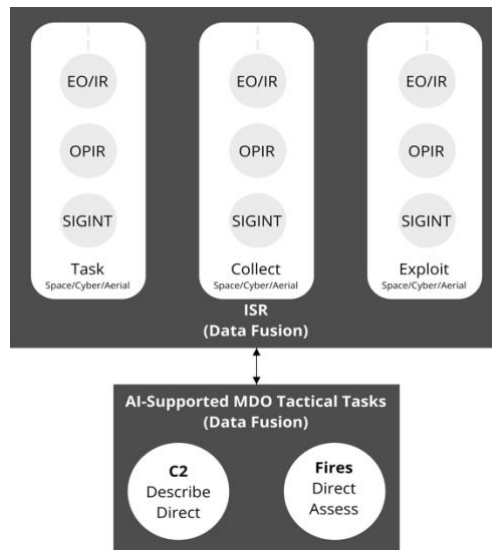 EO/IR
OPIR
SIGINT
Task
Space/Cyber/Aerial
EO/IR
OPIR
SIGINT
Collect
Space/Cyber/Aerial
EO/IR
OPIR
SIGINT
Exploit
Space/Cyber/Aerial
ISR
(Data Fusion)
AI-Supported MDO Tactical Tasks
(Data Fusion)
C2
Describe
Direct
Fires
Direct
Assess